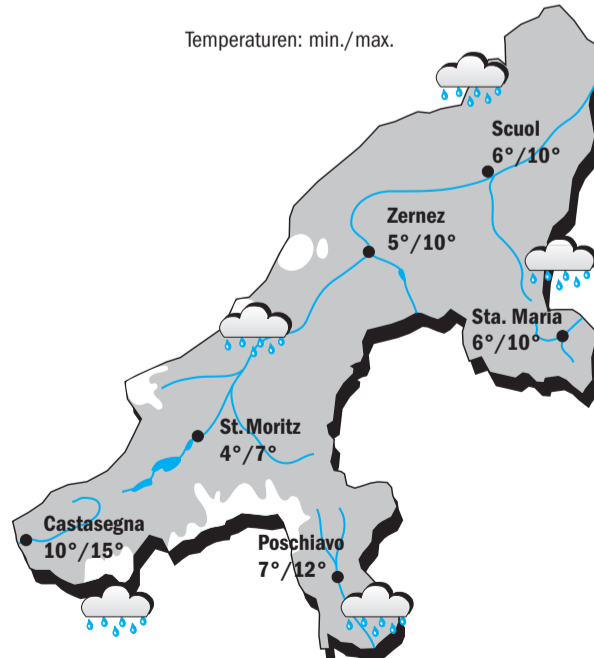 Temperaturen: min./max.
Scuol
6°/10°
Zernez
5°/10°
Sta. Maria
6°/10°
St. Moritz
4°/7°
Castasegna
10°/15°
Poschiavo
7°/12°